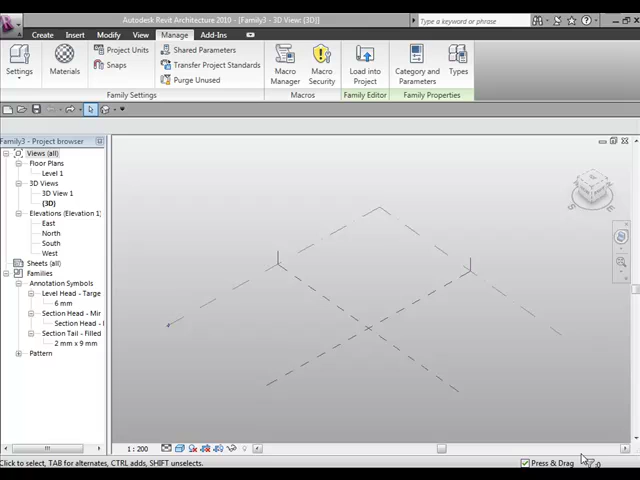 Autodesk Revit Architecture 2010 - [Family3 - 3D View: {3D}]
Type a keyword or phrase
Create Insert Modify View Manage Add-Ins
Settings
Materials
Project Units
Snaps
Shared Parameters
Transfer Project Standards
Purge Unused
Macro Manager
Macro Security
Load into Project
Category and Parameters
Types
Family Settings
Macros
Family Editor
Family Properties
Family3 - Project browser
Views (all)
Floor Plans
Level 1
3D Views
3D View 1
{3D}
Elevations (Elevation 1)
East
North
South
West
Sheets (all)
Families
Annotation Symbols
Level Head - Targe
6 mm
Section Head - Mir
Section Head - I
Section Tail - Filled
2 mm x 9 mm
Pattern
1 : 200
Click to select, TAB for alternates, CTRL adds, SHIFT unselects.
Press & Drag
:0